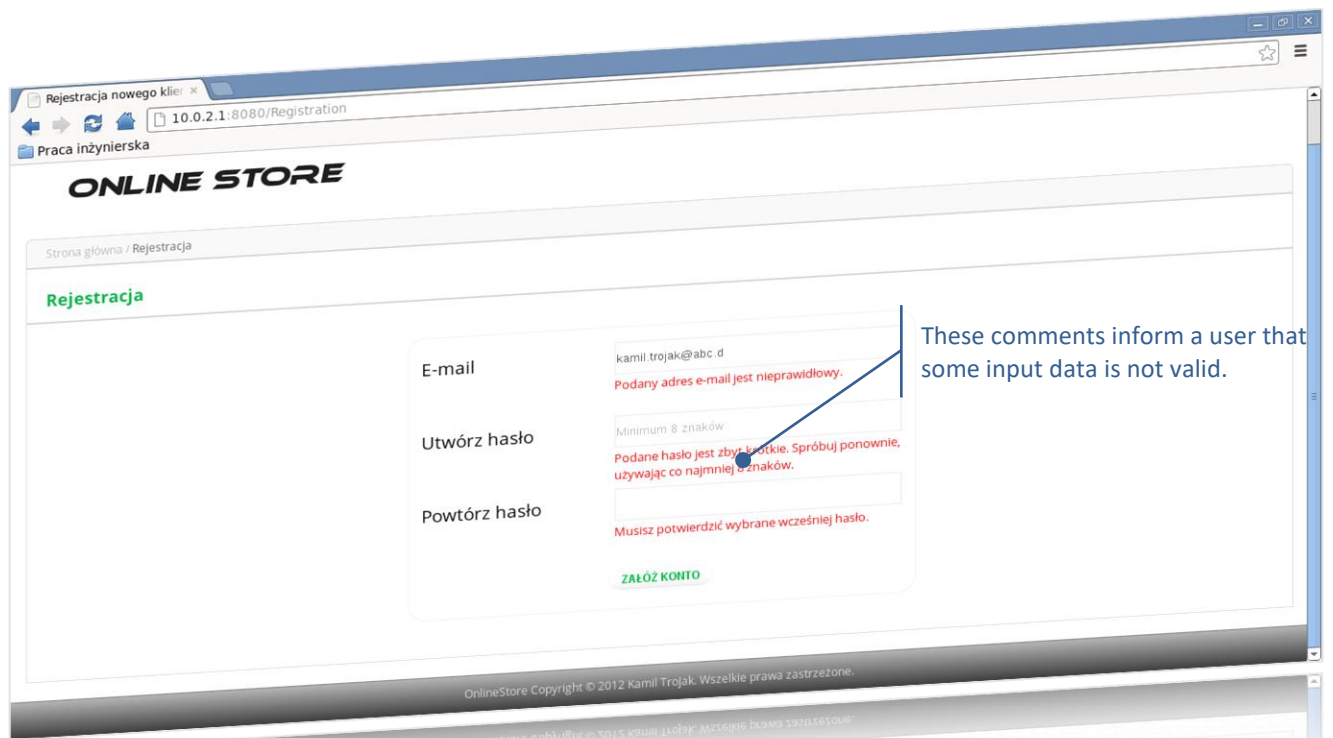 Rejestracja nowego klie
10.0.2.1:8080/Registration
Praca inżynierska
ONLINE STORE
Strona główna / Rejestracja
Rejestracja
E-mail
kamil.trojak@abc.d
Podany adres e-mail jest nieprawidłowy.
Utwórz hasło
Minimum 8 znaków
Podane hasło jest zbyt krótkie. Spróbuj ponownie,
używając co najmniej 8 znaków.
Powtórz hasło
Musisz potwierdzić wybrane wcześniej hasło.
ZAŁÓŻ KONTO
These comments inform a user that
some input data is not valid.
OnlineStore Copyright © 2012 Kamil Trojak. Wszelkie prawa zastrzeżone.